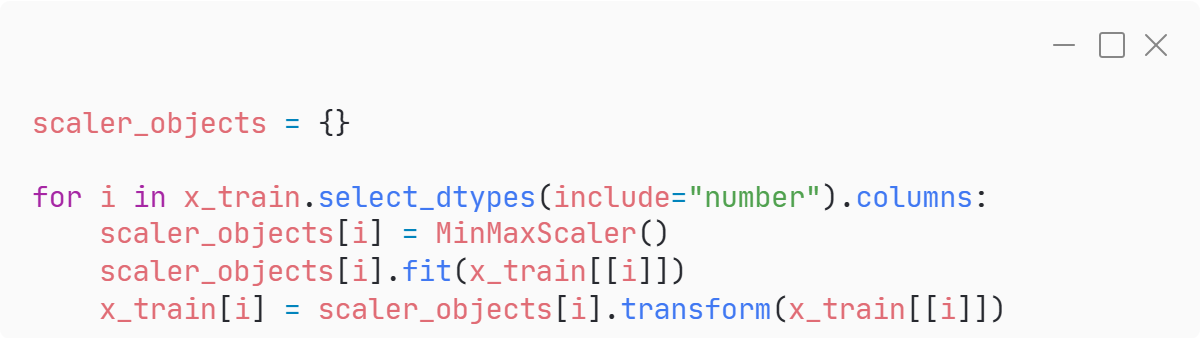 scaler_objects = {}
for i in x_train.select_dtypes(include="number").columns:
    scaler_objects[i] = MinMaxScaler()
    scaler_objects[i].fit(x_train[[i]])
    x_train[i] = scaler_objects[i].transform(x_train[[i]])